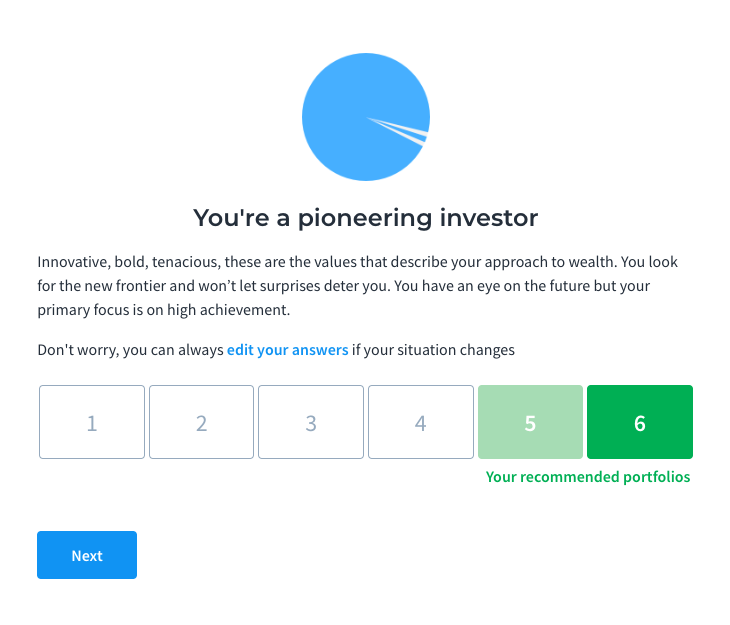 You're a pioneering investor
Innovative, bold, tenacious, these are the values that describe your approach to wealth. You look
for the new frontier and won’t let surprises deter you. You have an eye on the future but your
primary focus is on high achievement.
Don't worry, you can always edit your answers if your situation changes
1 2 3 4 5 6
Your recommended portfolios
Next